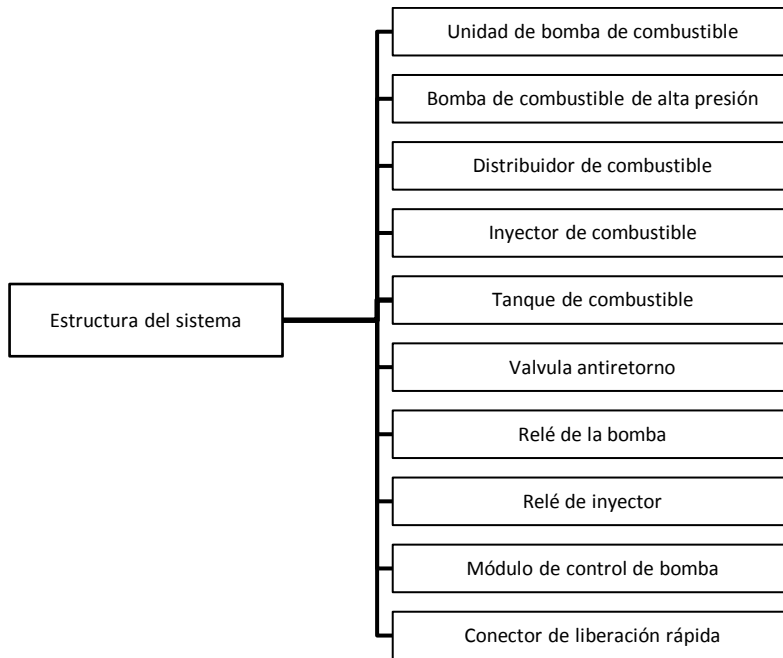 Estructura del sistema
Unidad de bomba de combustible
Bomba de combustible de alta presión
Distribuidor de combustible
Inyector de combustible
Tanque de combustible
Valvula antiretorno
Relé de la bomba
Relé de inyector
Módulo de control de bomba
Conector de liberación rápida